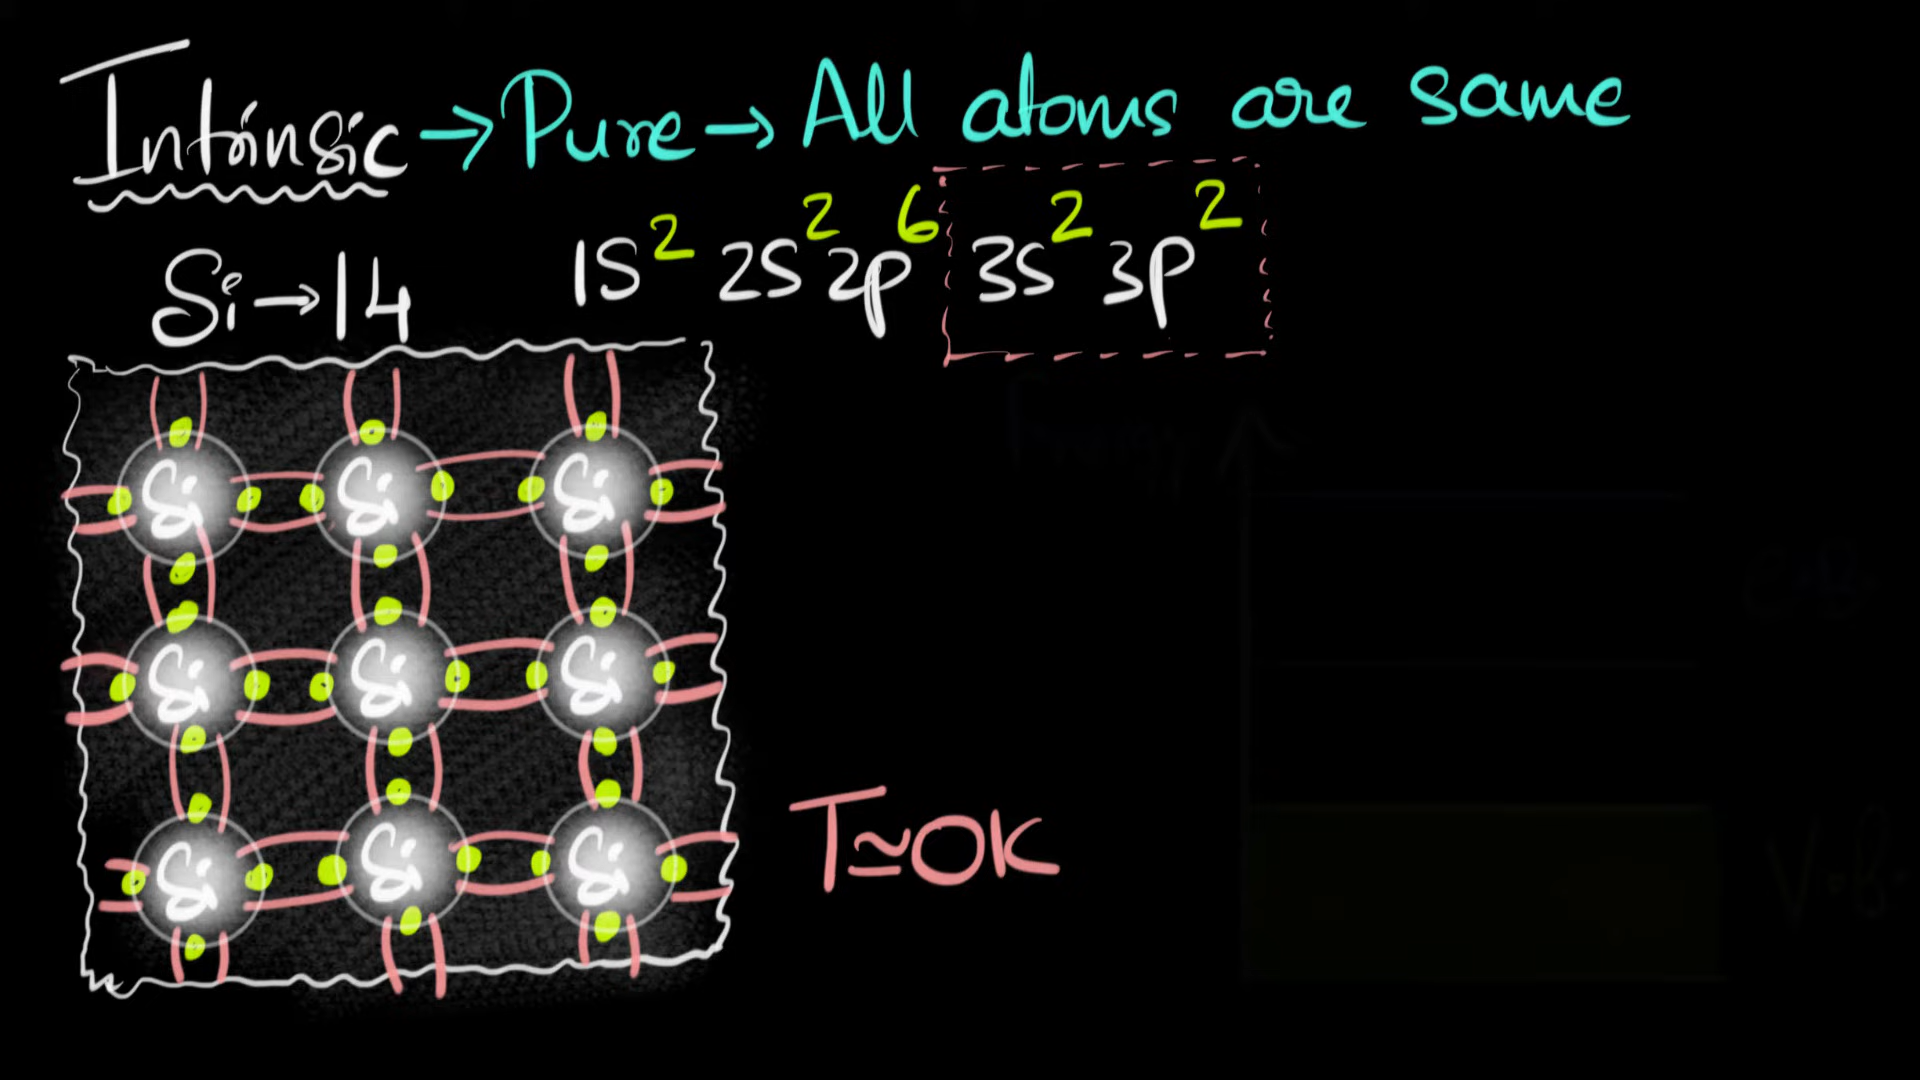 Intrinsic → Pure → All atoms are same
Si → 14 1S² 2S² 2p⁶ 3S² 3p²
Si Si Si
Si Si Si
Si Si Si
T≃0K